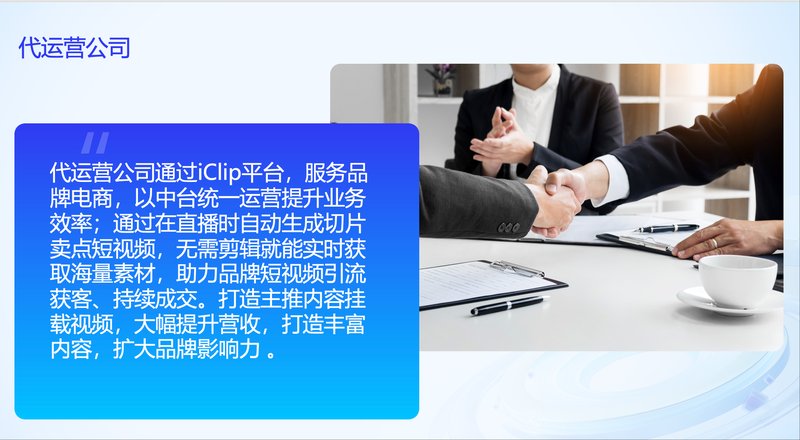 代运营公司
代运营公司通过iClip平台，服务品
牌电商，以中台统一运营提升业务
效率；通过在直播时自动生成切片
卖点短视频，无需剪辑就能实时获
取海量素材，助力品牌短视频引流
获客、持续成交。打造主推内容挂
载视频，大幅提升营收，打造丰富
内容，扩大品牌影响力 。